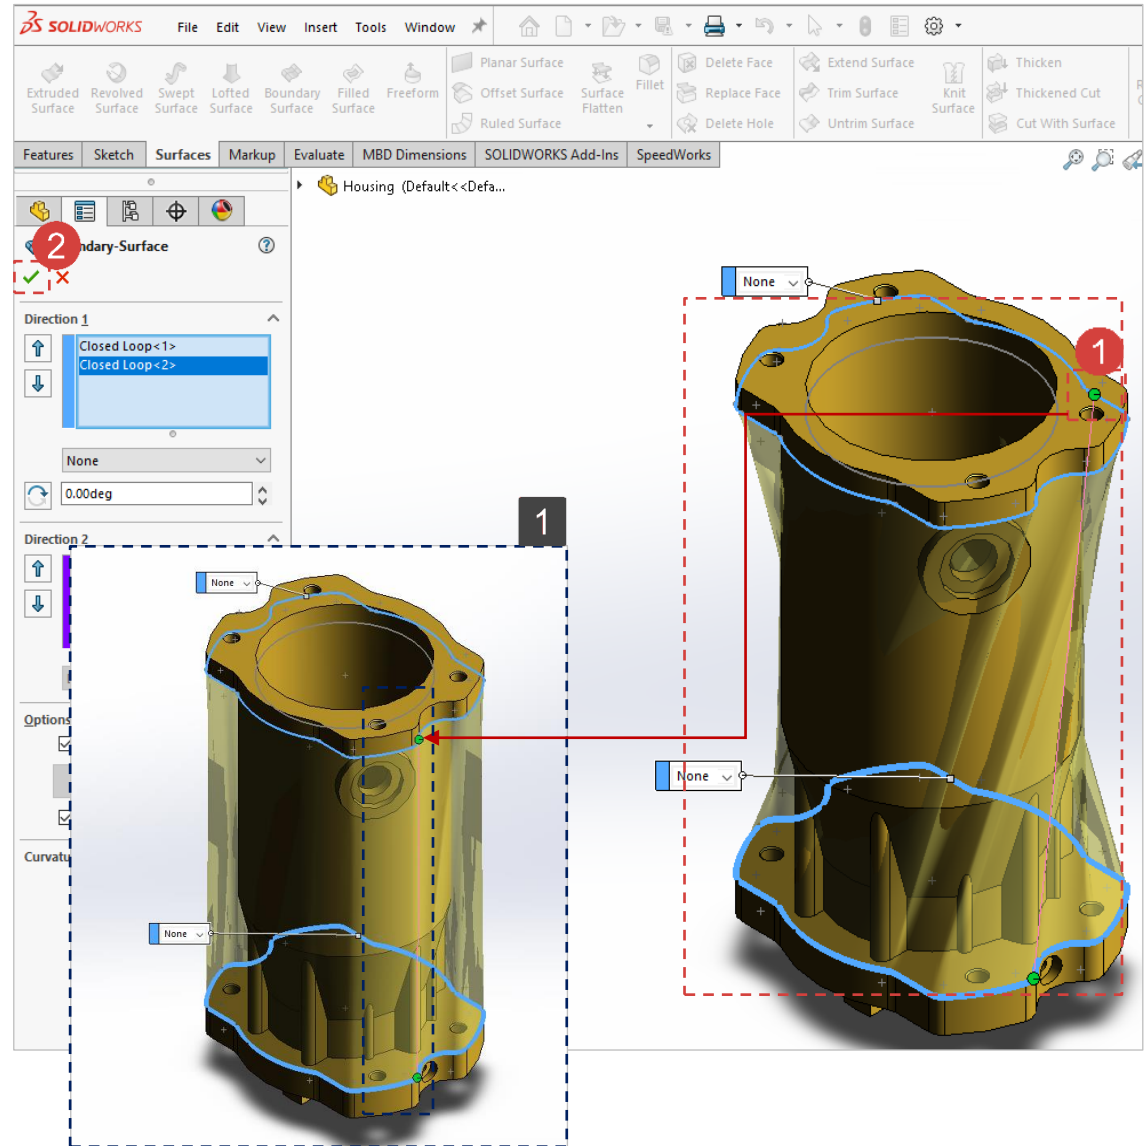 SOLIDWORKS File Edit View Insert Tools Window
Extruded Surface
Revolved Surface
Swept Surface
Lofted Surface
Boundary Surface
Filled Surface
Freeform
Planar Surface
Offset Surface
Ruled Surface
Surface Flatten
Fillet
Delete Face
Replace Face
Delete Hole
Extend Surface
Trim Surface
Untrim Surface
Knit Surface
Thicken
Thickened Cut
Cut With Surface
Features Sketch Surfaces Markup Evaluate MBD Dimensions SOLIDWORKS Add-Ins SpeedWorks
Housing (Default<<Defa...
2
ndary-Surface
Direction 1
Closed Loop<1>
Closed Loop<2>
None
0.00deg
Direction 2
Options
Curvatu
None
1
None
1
None
None